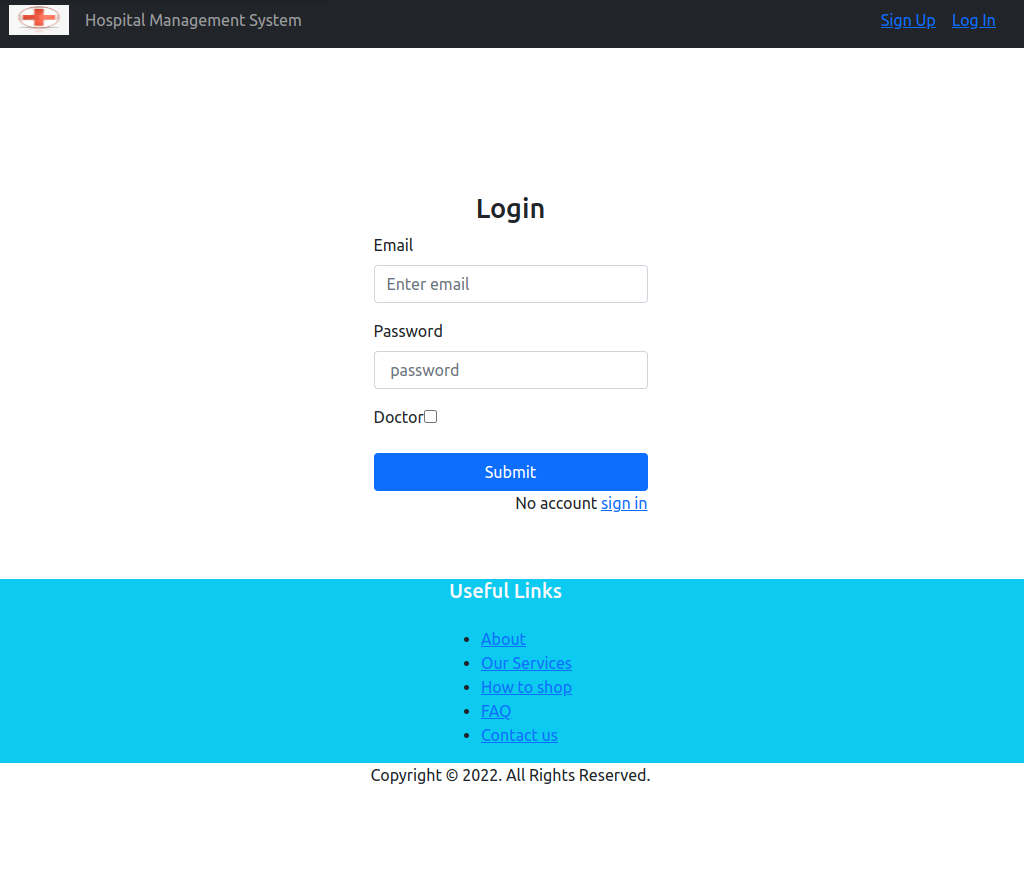 Hospital Management System Sign Up Log In
Login
Email
Enter email
Password
password
Doctor
Submit
No account sign in
Useful Links
About
Our Services
How to shop
FAQ
Contact us
Copyright © 2022. All Rights Reserved.